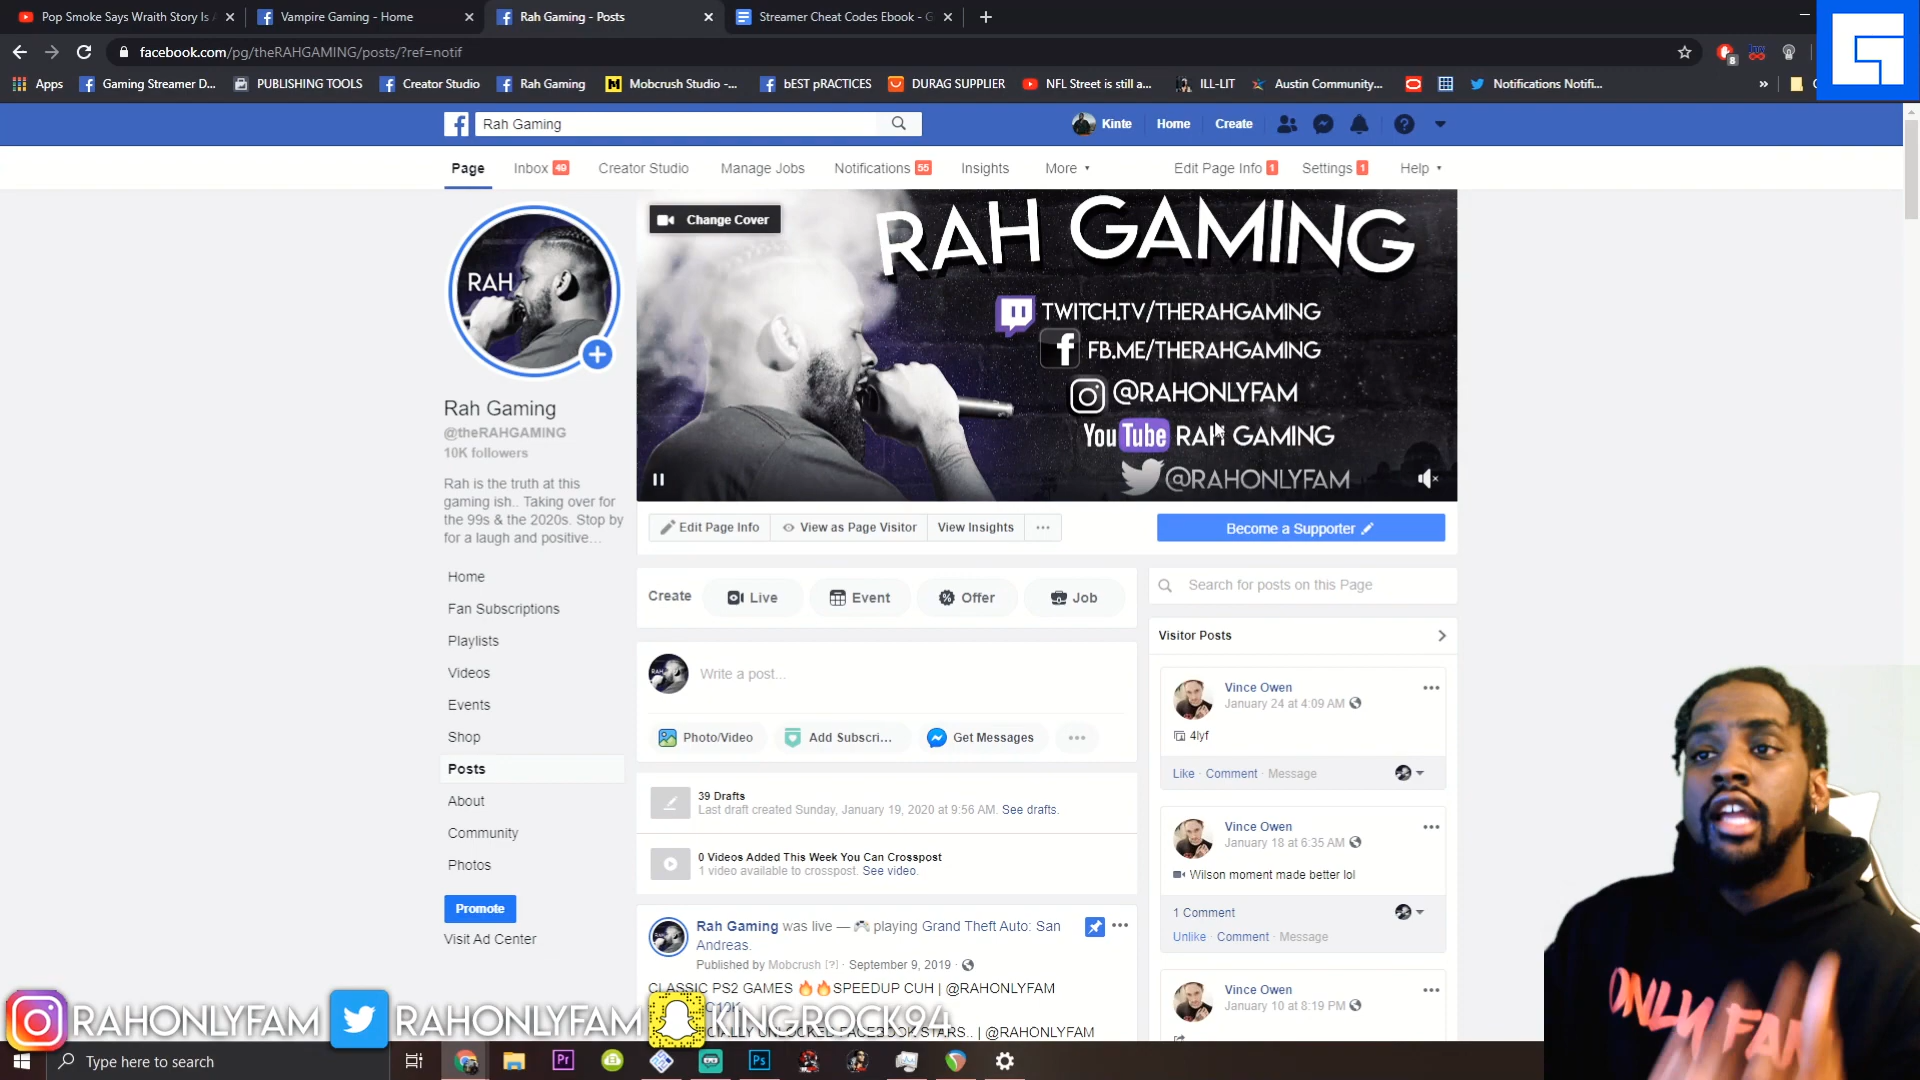 Pop Smoke Says Wraith Story Is
Vampire Gaming - Home
Rah Gaming - Posts
Streamer Cheat Codes Ebook - G
facebook.com/pg/theRAHGAMING/posts/?ref=notif
8
Apps
Gaming Streamer D...
PUBLISHING TOOLS
Creator Studio
Rah Gaming
Mobcrush Studio -...
bEST pRACTICES
DURAG SUPPLIER
NFL Street is still a...
ILL-LIT
Austin Community...
Notifications Notifi...
Rah Gaming
Kinte
Home
Create
Page
Inbox 49
Creator Studio
Manage Jobs
Notifications 55
Insights
More
Edit Page Info 1
Settings 1
Help
Change Cover
RAH GAMING
TWITCH.TV/THERAHGAMING
FB.ME/THERAHGAMING
@RAHONLYFAM
YouTube RAH GAMING
@RAHONLYFAM
RAH
Rah Gaming
@theRAHGAMING
10K followers
Rah is the truth at this
gaming ish.. Taking over for
the 99s & the 2020s. Stop by
for a laugh and positive...
Home
Fan Subscriptions
Playlists
Videos
Events
Shop
Posts
About
Community
Photos
Promote
Visit Ad Center
Edit Page Info
View as Page Visitor
View Insights
Become a Supporter
Create
Live
Event
Offer
Job
Write a post...
Photo/Video
Add Subscri...
Get Messages
39 Drafts
Last draft created Sunday, January 19, 2020 at 9:56 AM. See drafts.
0 Videos Added This Week You Can Crosspost
1 video available to crosspost. See video.
Rah Gaming was live — playing Grand Theft Auto: San
Andreas.
Published by Mobcrush [?] · September 9, 2019 ·
CLASSIC PS2 GAMES 🔥🔥SPEEDUP CUH | @RAHONLYFAM
UNLOCKED FACEBOOK STARS.. | @RAHONLYFAM
Search for posts on this Page
Visitor Posts
Vince Owen
January 24 at 4:09 AM
4lyf
Like · Comment · Message
Vince Owen
January 18 at 6:35 AM
Wilson moment made better lol
1 Comment
Unlike · Comment · Message
Vince Owen
January 10 at 8:19 PM
ONLY FAM
RAHONLYFAM
RAHONLYFAM
KINGROCK94
Type here to search
Pr
Ps